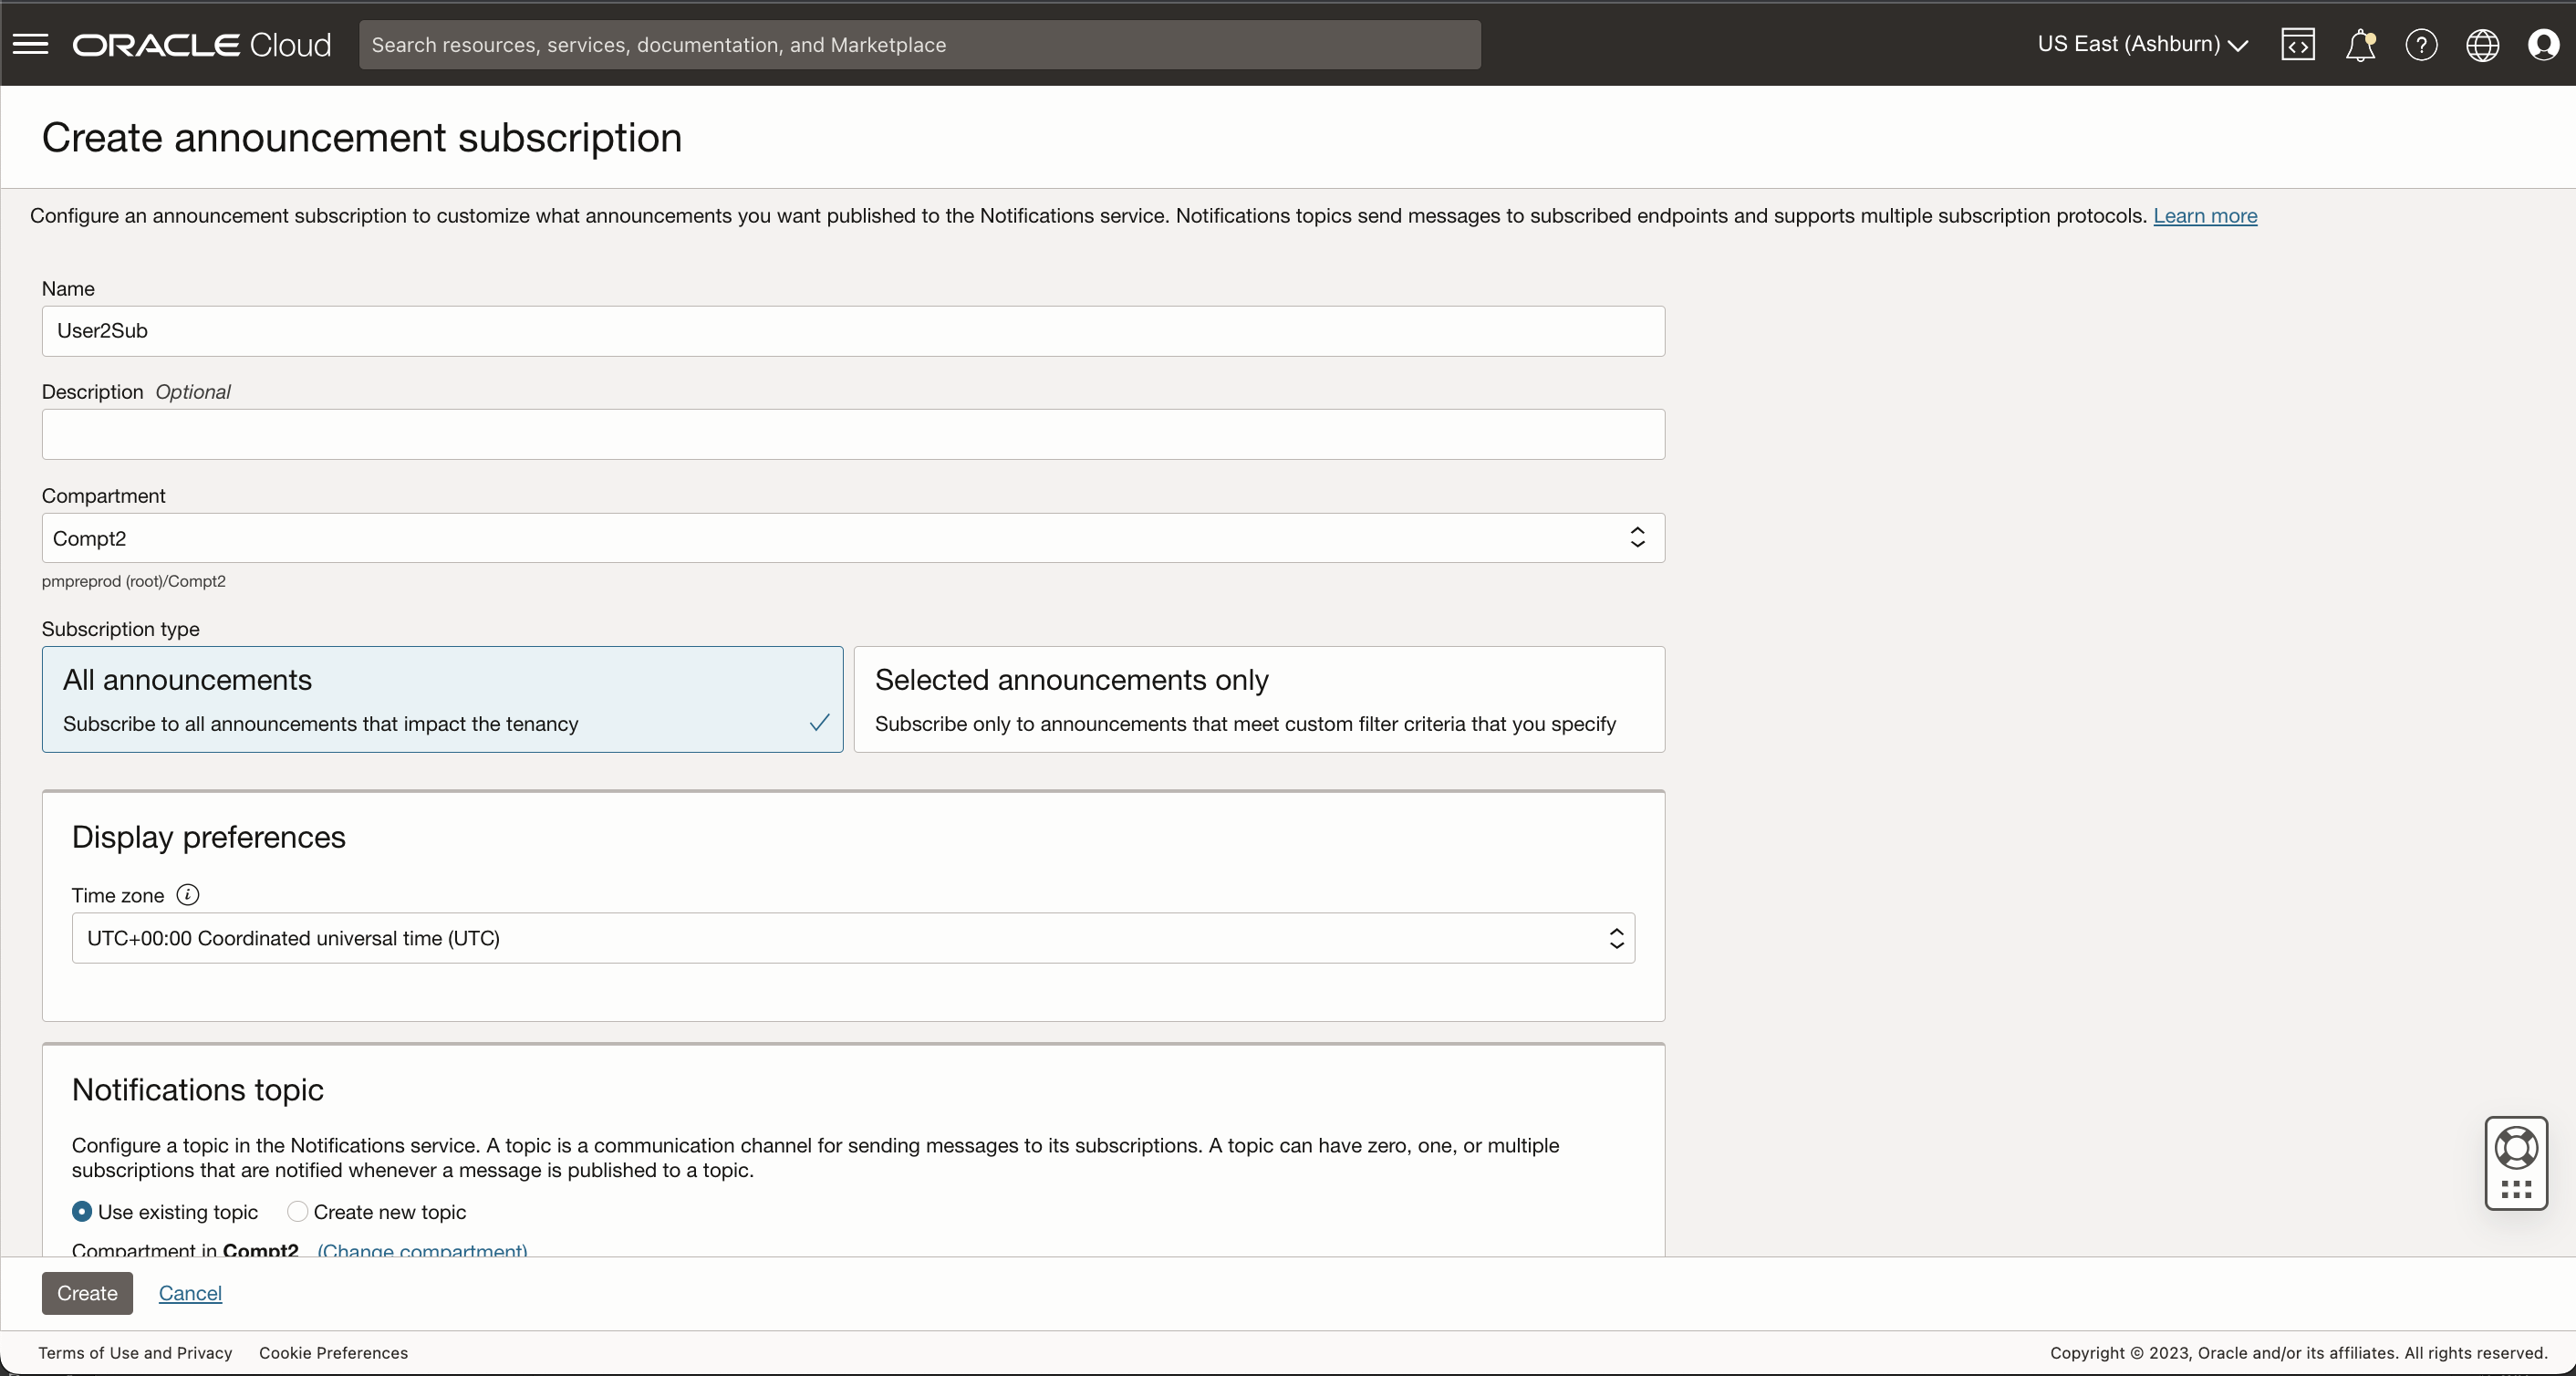 ORACLE Cloud
Search resources, services, documentation, and Marketplace
US East (Ashburn)
Create announcement subscription
Configure an announcement subscription to customize what announcements you want published to the Notifications service. Notifications topics send messages to subscribed endpoints and supports multiple subscription protocols. Learn more
Name
User2Sub
Description Optional
Compartment
Compt2
pmpreprod (root)/Compt2
Subscription type
All announcements
Subscribe to all announcements that impact the tenancy
Selected announcements only
Subscribe only to announcements that meet custom filter criteria that you specify
Display preferences
Time zone
UTC+00:00 Coordinated universal time (UTC)
Notifications topic
Configure a topic in the Notifications service. A topic is a communication channel for sending messages to its subscriptions. A topic can have zero, one, or multiple
subscriptions that are notified whenever a message is published to a topic.
Use existing topic Create new topic
Compartment in Compt2 (Change compartment)
Create Cancel
Terms of Use and Privacy Cookie Preferences
Copyright © 2023, Oracle and/or its affiliates. All rights reserved.